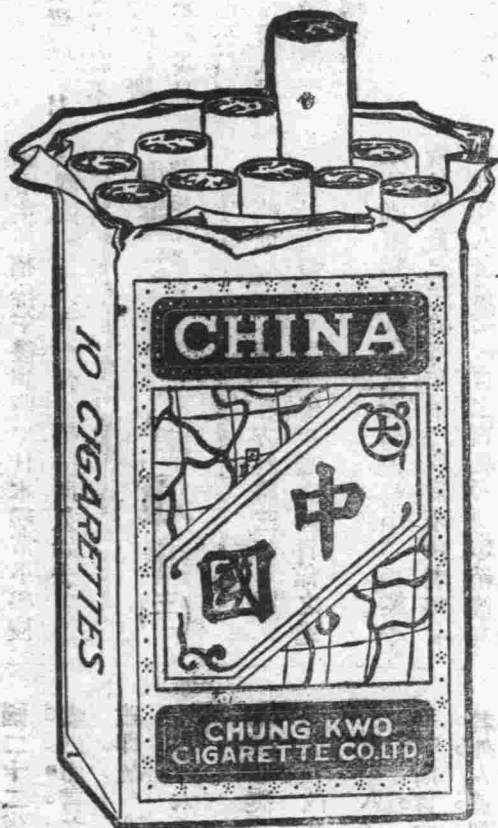 CHINA
大
中
國
CHUNG KWO
CIGARETTE CO.LTD.
10 CIGARETTES